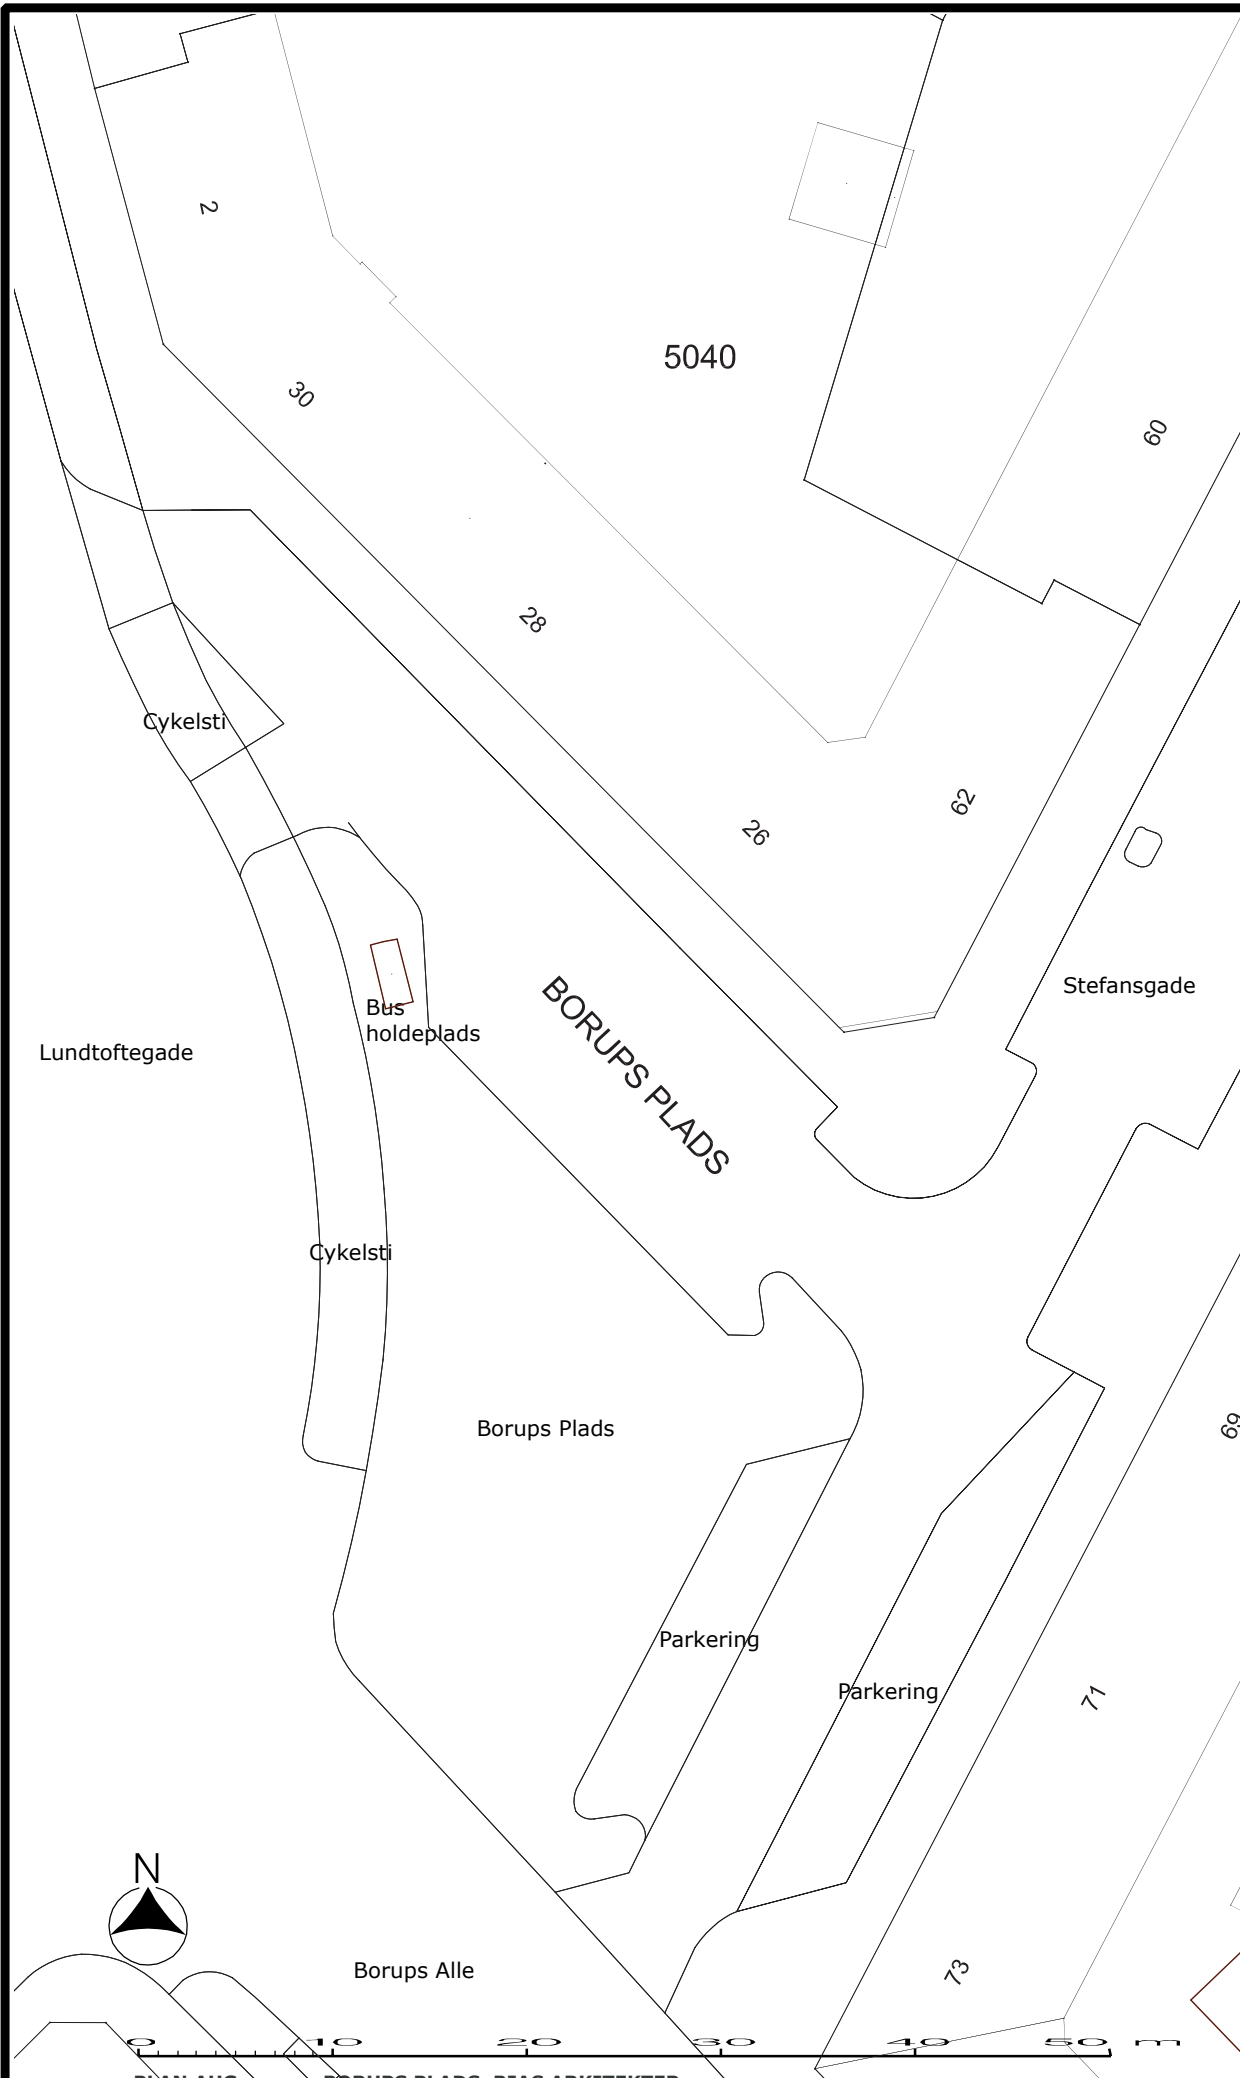 2
5040
30
60
28
Cykelsti
62
26
Bus
holdeplads
BORUPS PLADS
Stefansgade
Lundtoftegade
Cykelsti
69
Borups Plads
Parkering
Parkering
71
N
Borups Alle
73
0 10 20 30 40 50 m